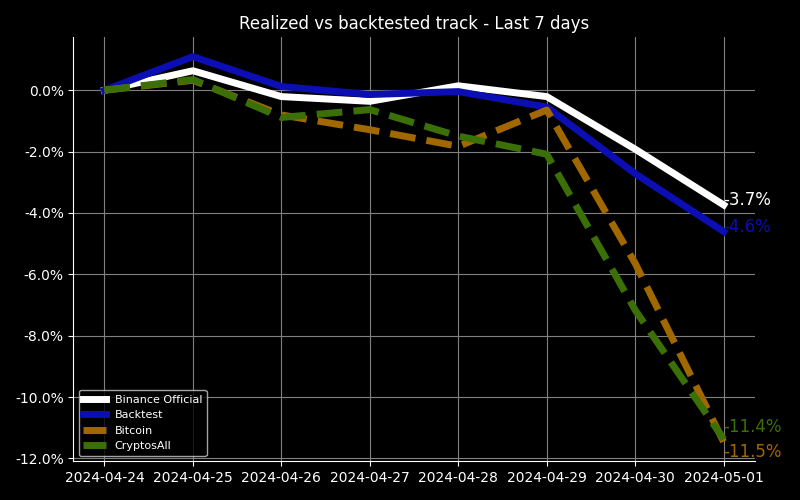 Realized vs backtested track - Last 7 days
0.0%
-2.0%
-4.0%
-6.0%
-8.0%
-10.0%
-12.0%
-3.7%
-4.6%
-11.4%
-11.5%
Binance Official
Backtest
Bitcoin
CryptosAll
2024-04-24 2024-04-25 2024-04-26 2024-04-27 2024-04-28 2024-04-29 2024-04-30 2024-05-01